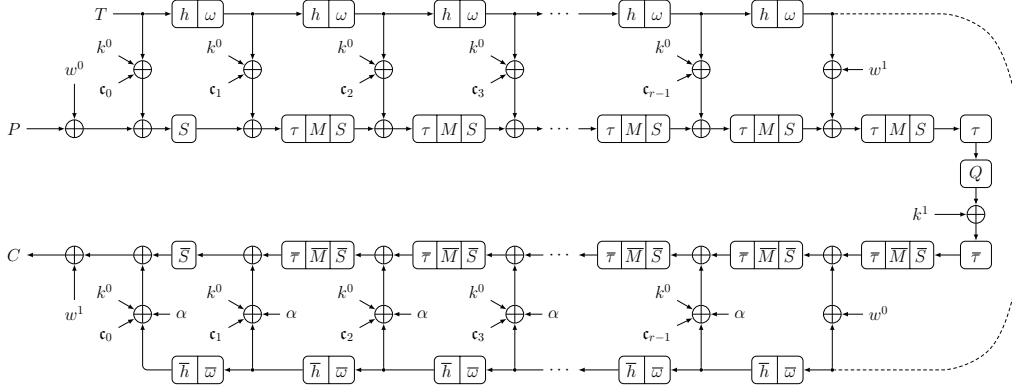 T h ω h ω h ω ··· h ω h ω
k⁰ k⁰ k⁰ k⁰ k⁰
w⁰ 𝔠₀ 𝔠₁ 𝔠₂ 𝔠₃ 𝔠ᵣ₋₁ w¹
P S τ M S τ M S ··· τ M S τ M S τ M S τ
Q
k¹
C S̅ τ̅ M̅ S̅ τ̅ M̅ S̅ ··· τ̅ M̅ S̅ τ̅ M̅ S̅ τ̅ M̅ S̅ τ̅
k⁰ k⁰ k⁰ k⁰ k⁰
w¹ α α α α α w⁰
𝔠₀ 𝔠₁ 𝔠₂ 𝔠₃ 𝔠ᵣ₋₁
h̅ ω̅ h̅ ω̅ h̅ ω̅ ··· h̅ ω̅ h̅ ω̅